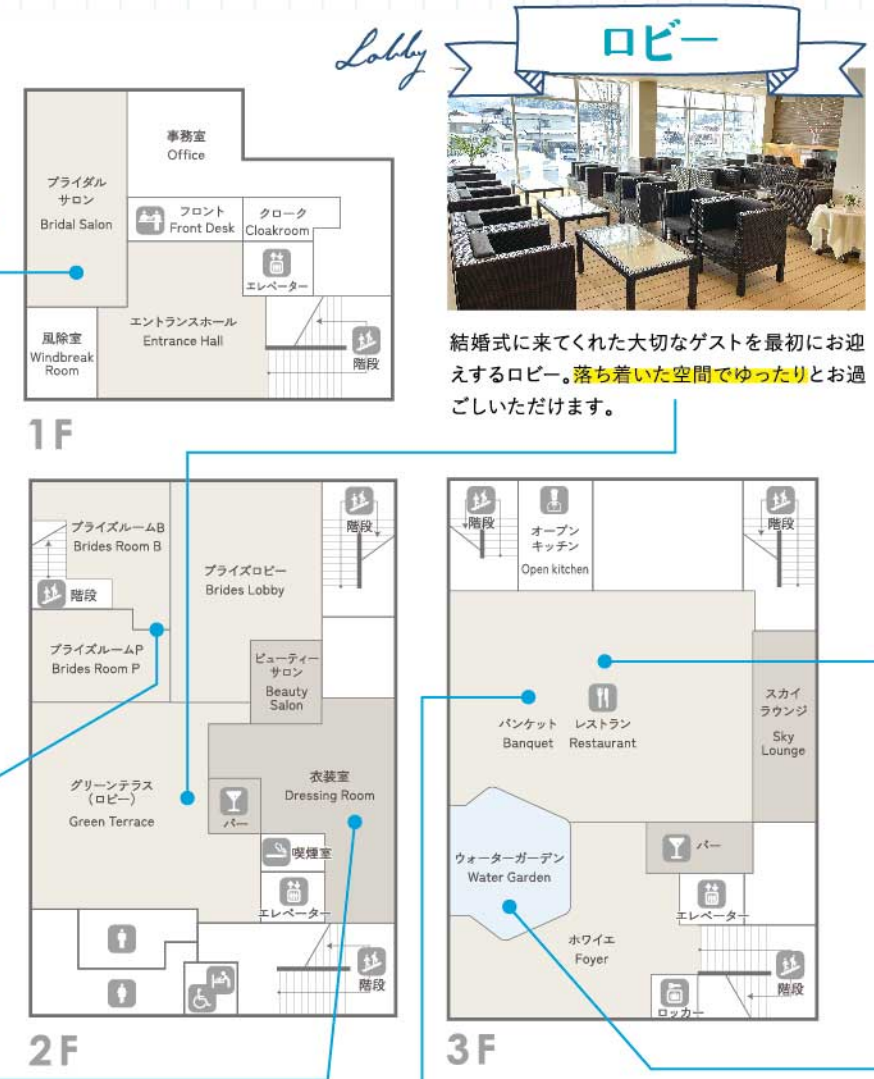 Lobby
ロビー
結婚式に来てくれた大切なゲストを最初にお迎
えするロビー。落ち着いた空間でゆったりとお過
ごしいただけます。
事務室
Office
ブライダル
サロン
Bridal Salon
フロント
Front Desk
クローク
Cloakroom
エレベーター
エントランスホール
Entrance Hall
風除室
Windbreak
Room
階段
1F
ブライズルームB
Brides Room B
階段
ブライズロビー
Brides Lobby
階段
ブライズルームP
Brides Room P
ビューティー
サロン
Beauty
Salon
グリーンテラス
(ロビー)
Green Terrace
衣装室
Dressing Room
バー
喫煙室
エレベーター
階段
2F
階段
オープン
キッチン
Open kitchen
階段
バンケット
Banquet
レストラン
Restaurant
スカイ
ラウンジ
Sky
Lounge
ウォーターガーデン
Water Garden
バー
エレベーター
ホワイエ
Foyer
階段
ロッカー
3F